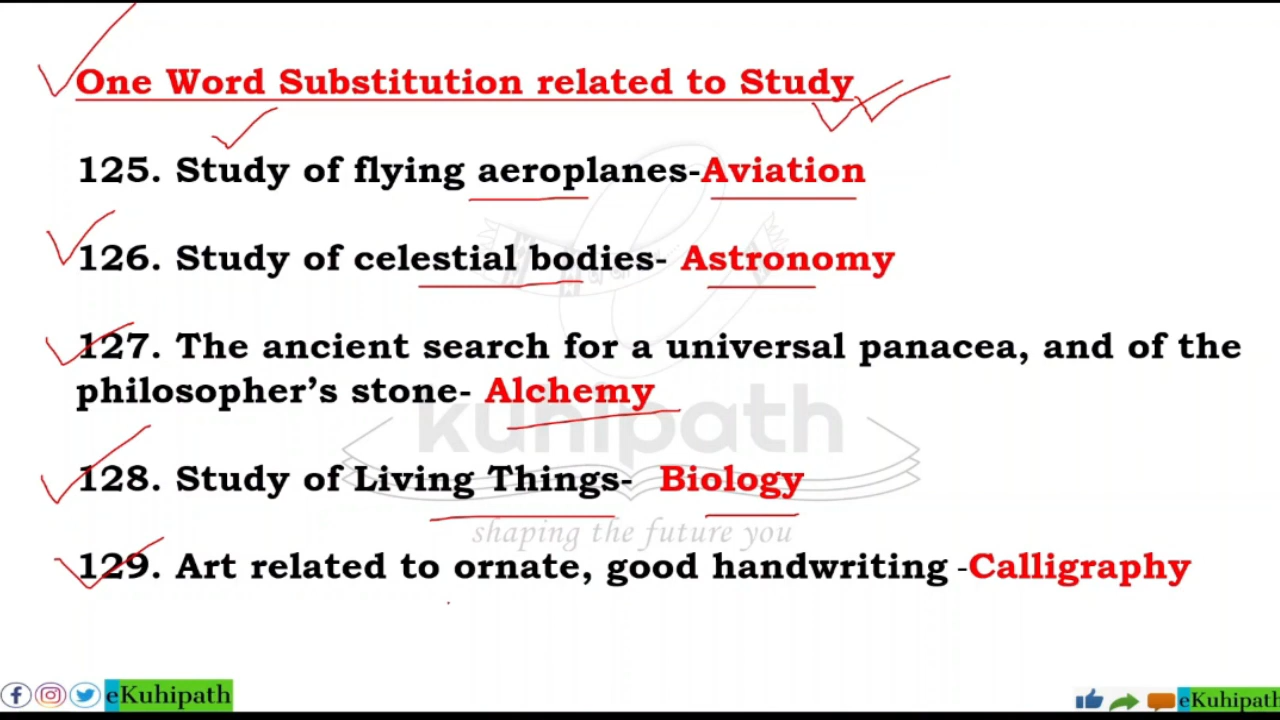 One Word Substitution related to Study
125. Study of flying aeroplanes-Aviation
126. Study of celestial bodies- Astronomy
127. The ancient search for a universal panacea, and of the
philosopher's stone- Alchemy
kuhipath
128. Study of Living Things- Biology
shaping the future you
129. Art related to ornate, good handwriting -Calligraphy
eKuhipath
eKuhipath